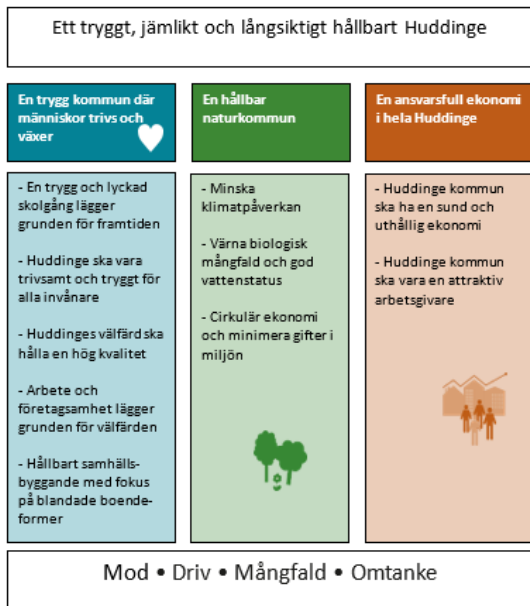 Ett tryggt, jämlikt och långsiktigt hållbart Huddinge
En trygg kommun där
människor trivs och
växer
- En trygg och lyckad
skolgång lägger
grunden för framtiden
- Huddinge ska vara
trivsamt och tryggt för
alla invånare
- Huddinges välfärd ska
hålla en hög kvalitet
- Arbete och
företagsamhet lägger
grunden för välfärden
- Hållbart samhälls-
byggande med fokus
på blandade boende-
former
En hållbar
naturkommun
- Minska
klimatpåverkan
- Värna biologisk
mångfald och god
vattenstatus
- Cirkulär ekonomi
och minimera gifter i
miljön
En ansvarsfull ekonomi
i hela Huddinge
- Huddinge kommun
ska ha en sund och
uthållig ekonomi
- Huddinge kommun
ska vara en attraktiv
arbetsgivare
Mod • Driv • Mångfald • Omtanke